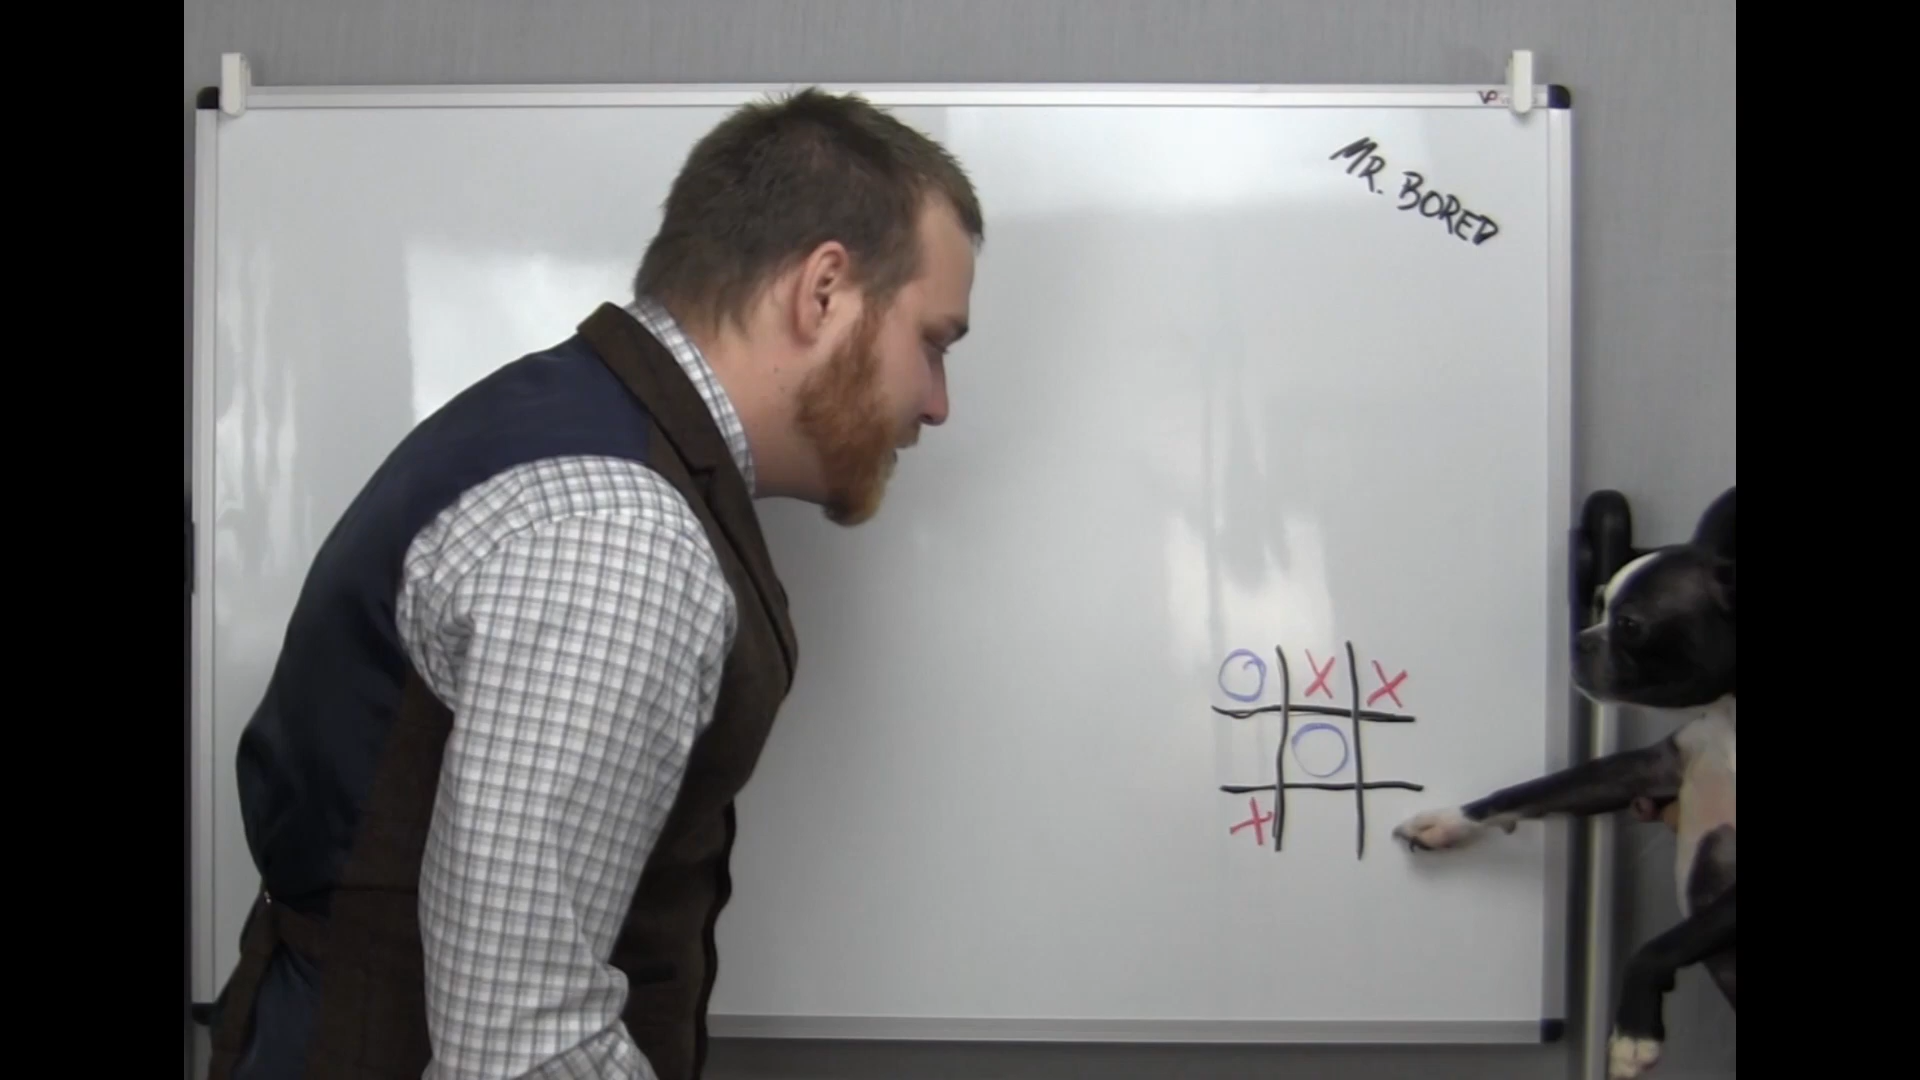 MR. BORED
O X X
O
X